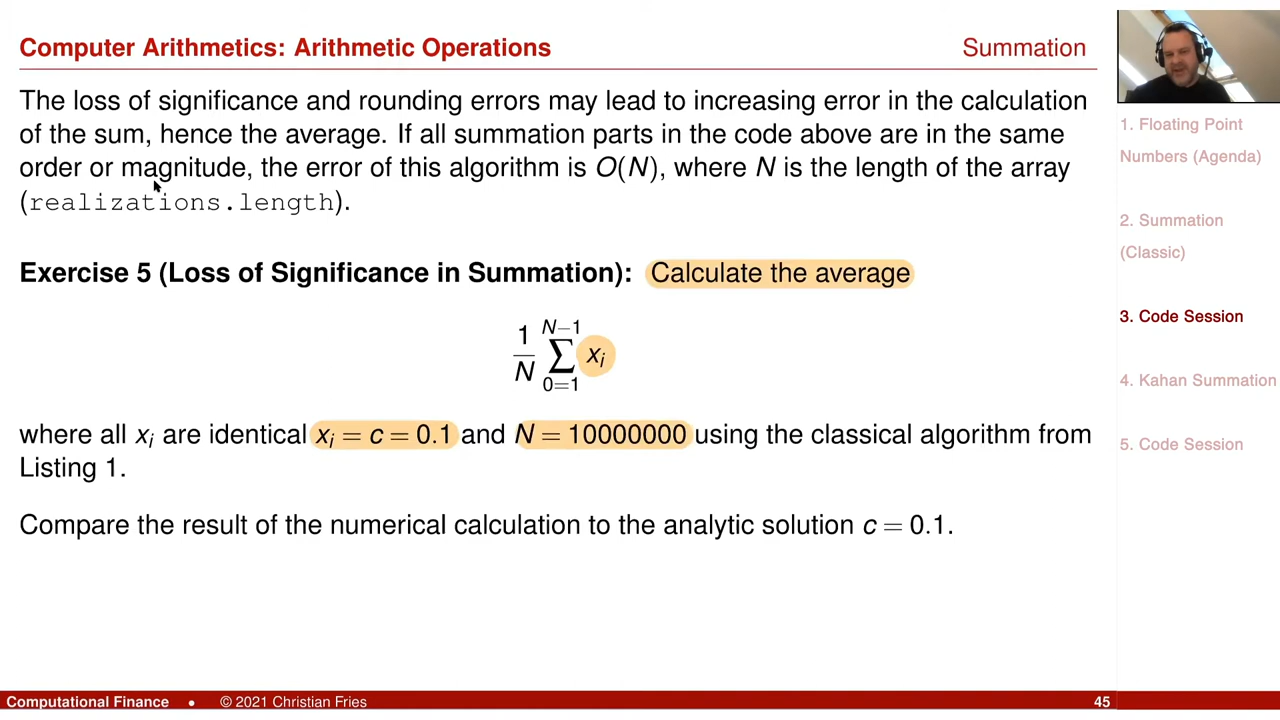 Computer Arithmetics: Arithmetic Operations Summation
The loss of significance and rounding errors may lead to increasing error in the calculation
of the sum, hence the average. If all summation parts in the code above are in the same
order or magnitude, the error of this algorithm is O(N), where N is the length of the array
(realizations.length).
Exercise 5 (Loss of Significance in Summation): Calculate the average
1/N ∑_{0=1}^{N−1} x_i
where all x_i are identical x_i = c = 0.1 and N = 10000000 using the classical algorithm from
Listing 1.
Compare the result of the numerical calculation to the analytic solution c = 0.1.
1. Floating Point
Numbers (Agenda)
2. Summation
(Classic)
3. Code Session
4. Kahan Summation
5. Code Session
Computational Finance • © 2021 Christian Fries 45